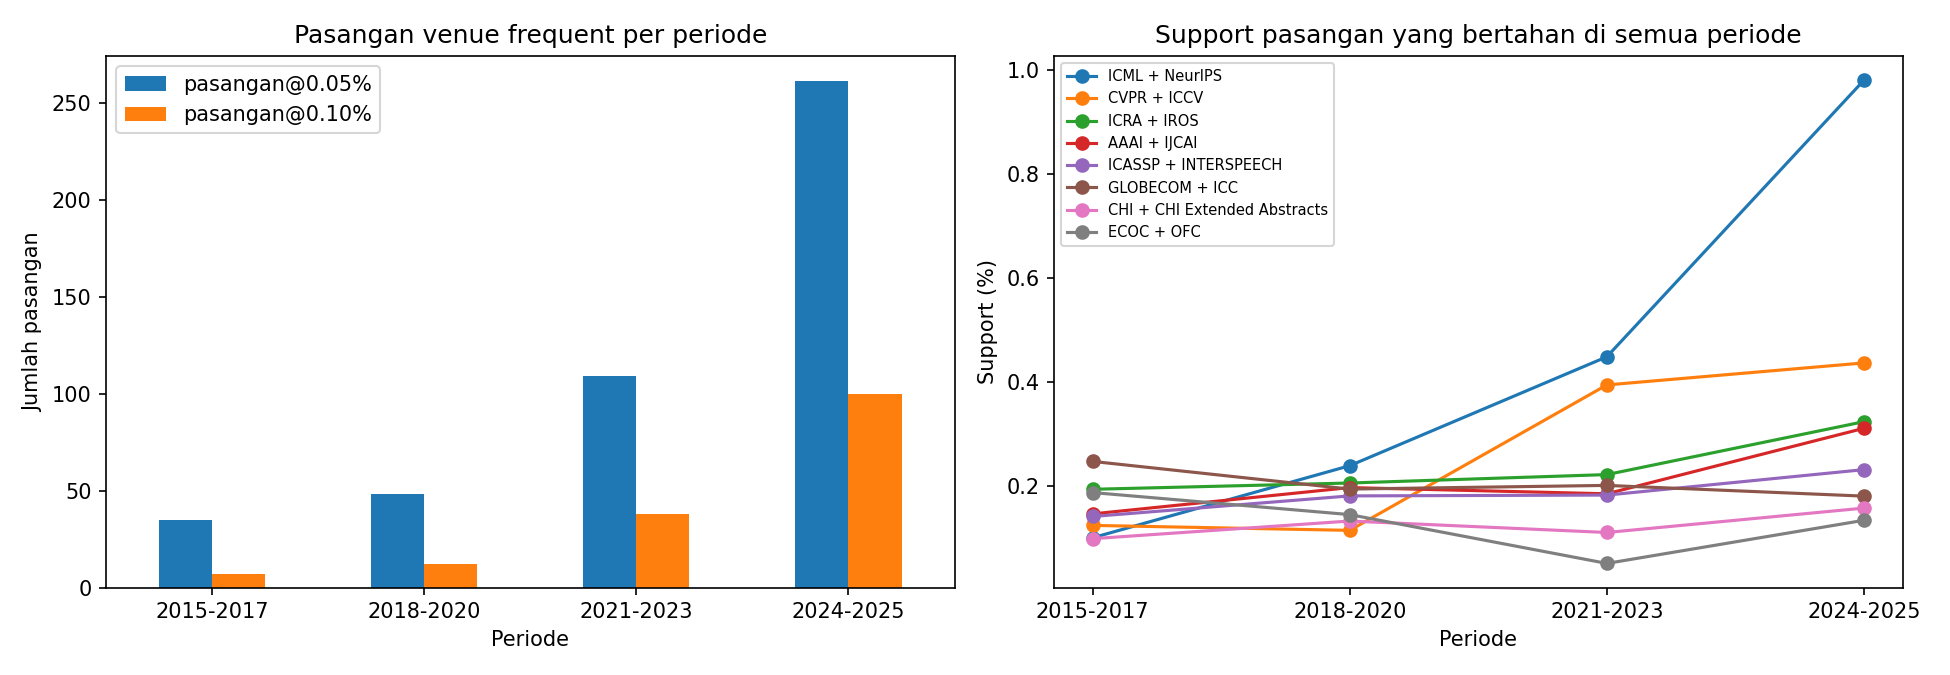 Pasangan venue frequent per periode
pasangan@0.05%
pasangan@0.10%
250
200
150
100
50
0
Jumlah pasangan
2015-2017 2018-2020 2021-2023 2024-2025
Periode
Support pasangan yang bertahan di semua periode
ICML + NeurIPS
CVPR + ICCV
ICRA + IROS
AAAI + IJCAI
ICASSP + INTERSPEECH
GLOBECOM + ICC
CHI + CHI Extended Abstracts
ECOC + OFC
1.0
0.8
0.6
0.4
0.2
Support (%)
2015-2017 2018-2020 2021-2023 2024-2025
Periode